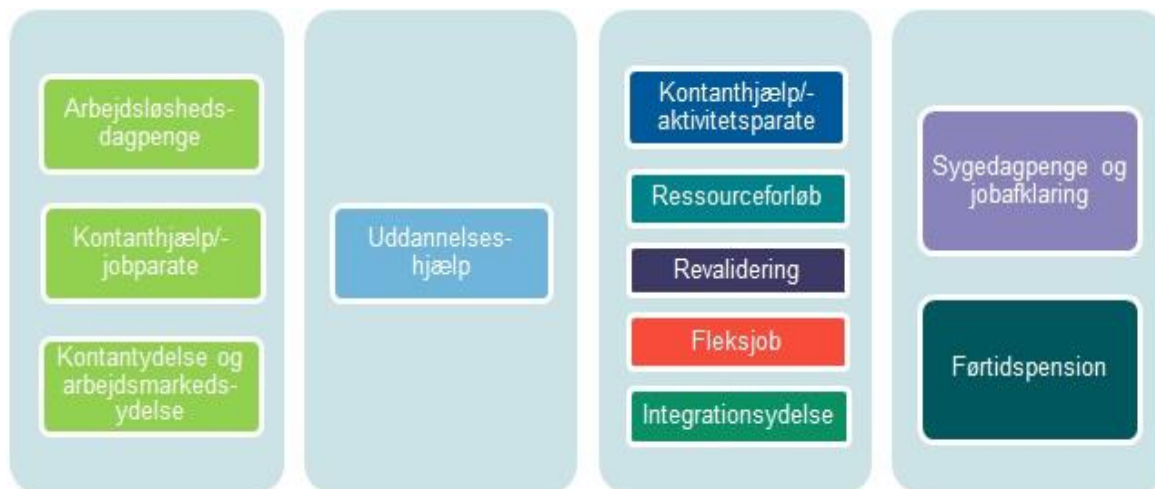 Arbejdsløsheds-
dagpenge
Kontanthjælp/-
jobparate
Kontantydelse og
arbejdsmarkeds-
ydelse
Uddannelses-
hjælp
Kontanthjælp/-
aktivitetsparate
Ressourceforløb
Revalidering
Fleksjob
Integrationsydelse
Sygedagpenge og
jobafklaring
Førtidspension